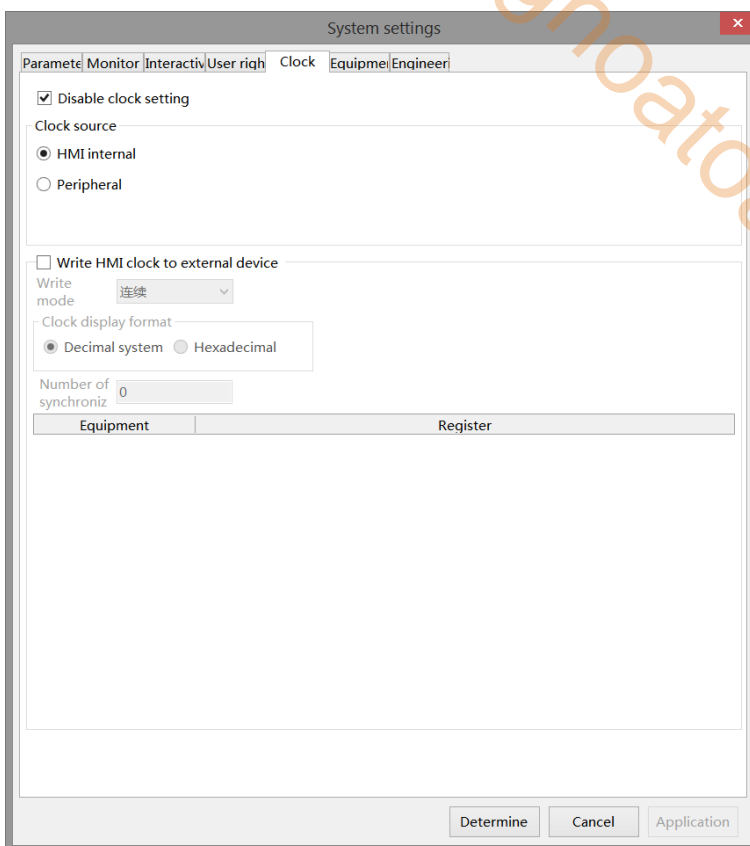 System settings
Paramete Monitor Interactiv User righ Clock Equipmer Engineeri
Disable clock setting
Clock source
HMI internal
Peripheral
Write HMI clock to external device
Write
mode
连续
Clock display format
Decimal system Hexadecimal
Number of
synchroniz
0
Equipment Register
Determine Cancel Application